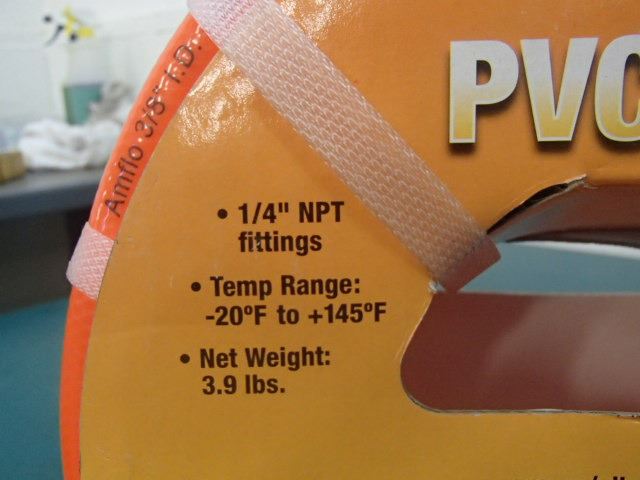 Amflo 3/8" I.D.
PVC
• 1/4" NPT
fittings
• Temp Range:
-20ºF to +145ºF
• Net Weight:
3.9 lbs.